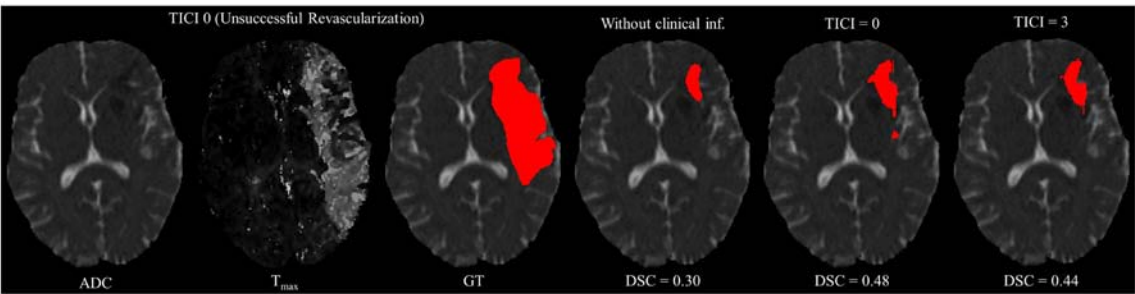 TICI 0 (Unsuccessful Revascularization)
Without clinical inf.
TICI = 0
TICI = 3
ADC
Tmax
GT
DSC = 0.30
DSC = 0.48
DSC = 0.44